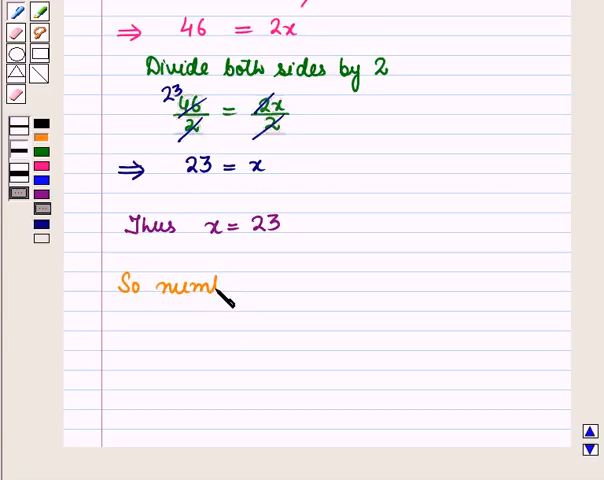 ⇒ 46 = 2x
Divide both sides by 2
23
46/2 = 2x/2
⇒ 23 = x
Thus x = 23
So num